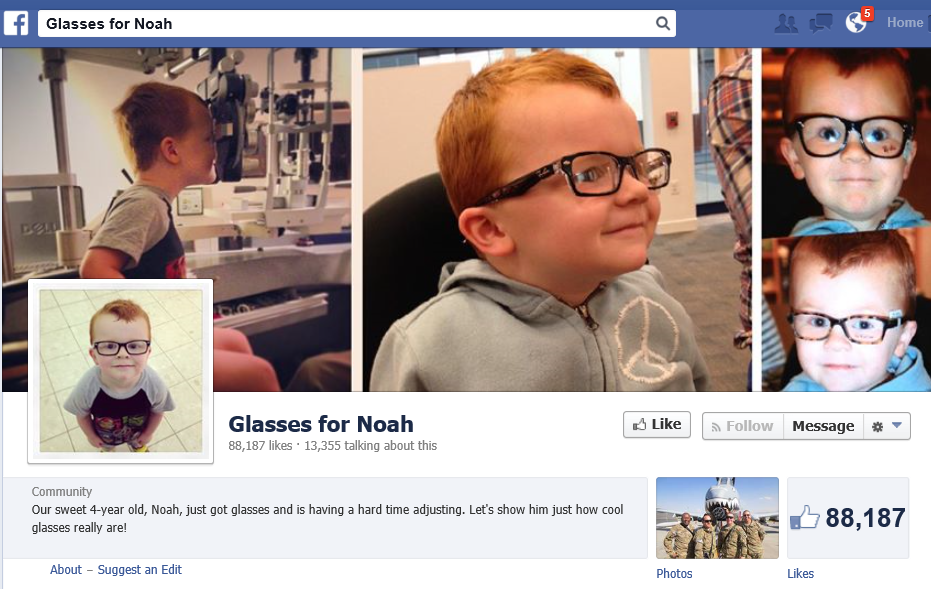 f
Glasses for Noah
5
Home
DELL
Glasses for Noah
88,187 likes · 13,355 talking about this
Like
Follow
Message
Community
Our sweet 4-year old, Noah, just got glasses and is having a hard time adjusting. Let's show him just how cool
glasses really are!
About – Suggest an Edit
88,187
Photos
Likes